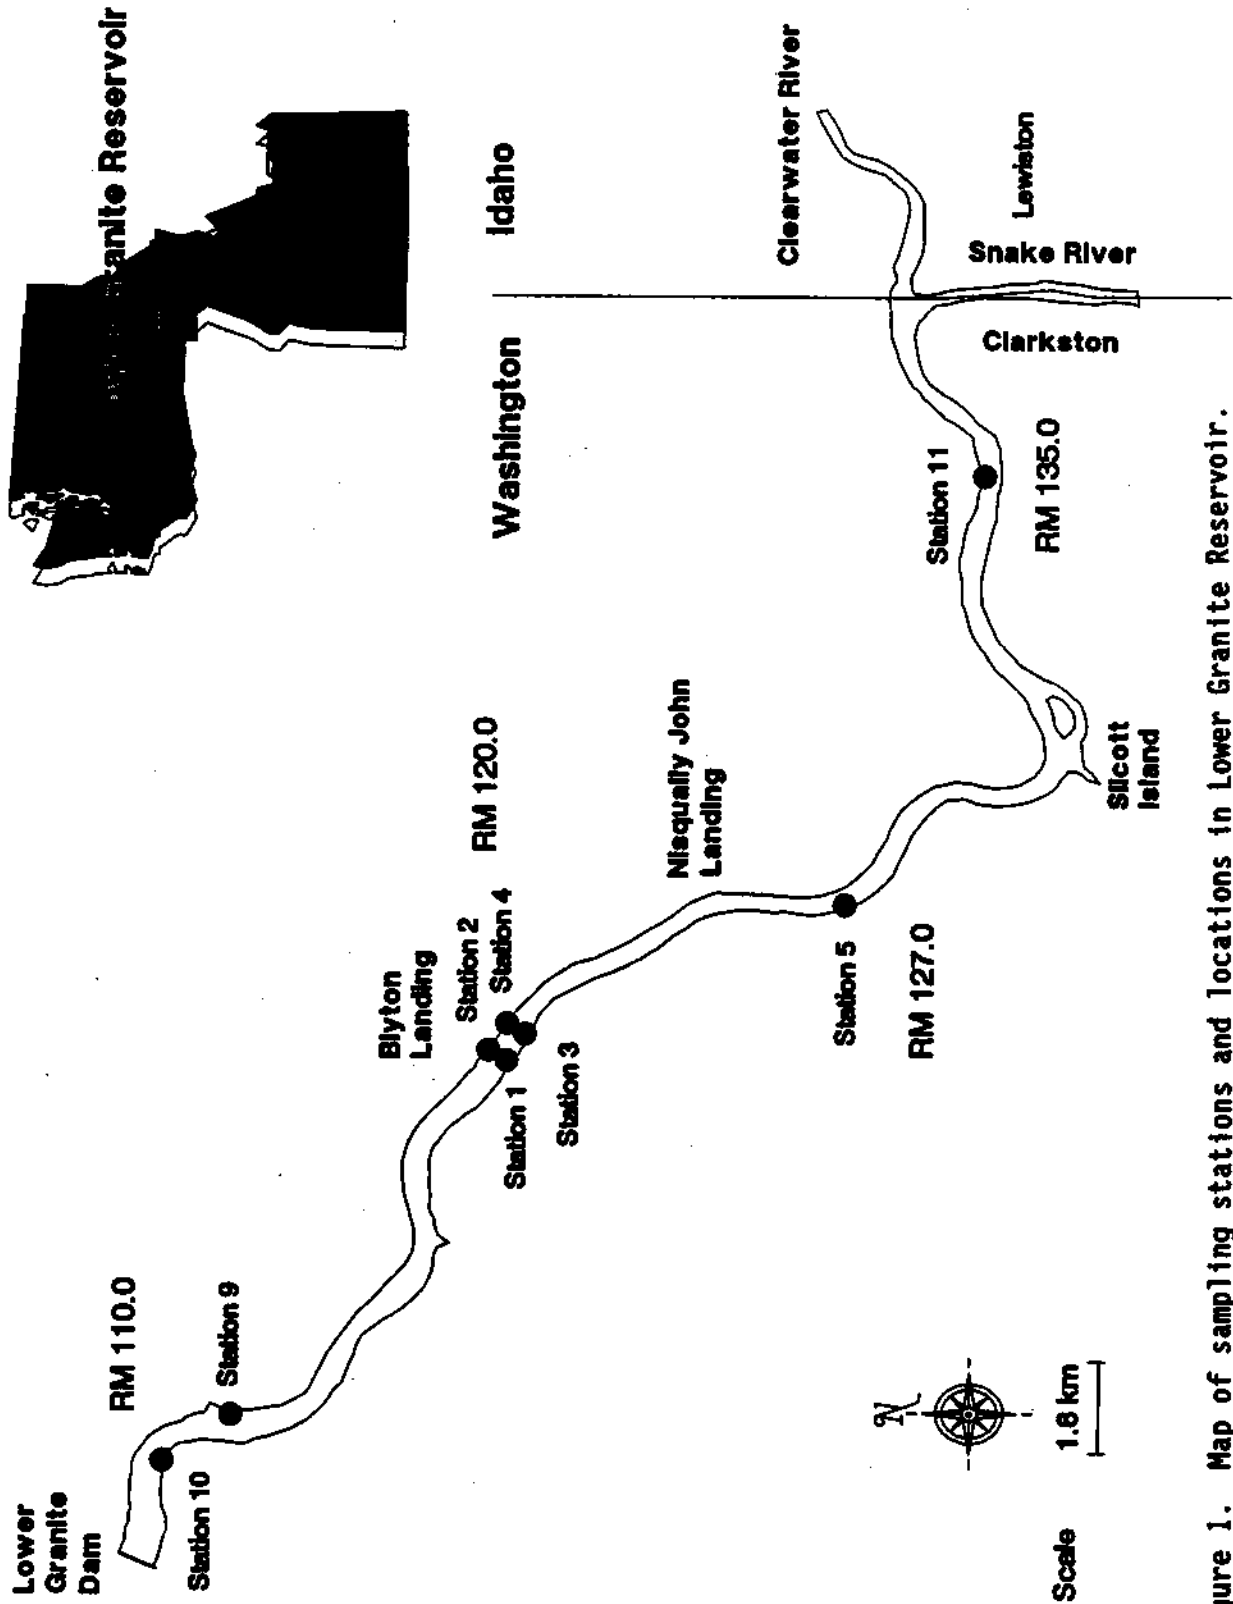 anite Reservoir
Lower
Granite
Dam
RM 110.0
Station 10
Station 9
Blyton
Landing
Station 2
Station 4
RM 120.0
Station 1
Station 3
Washington
Idaho
Nisqually John
Landing
Station 5
RM 127.0
Clearwater River
Snake River
Lewiston
Clarkston
Station 11
RM 135.0
Silcott
Island
N
Scale
1.6 km
gure 1. Map of sampling stations and locations in Lower Granite Reservoir.